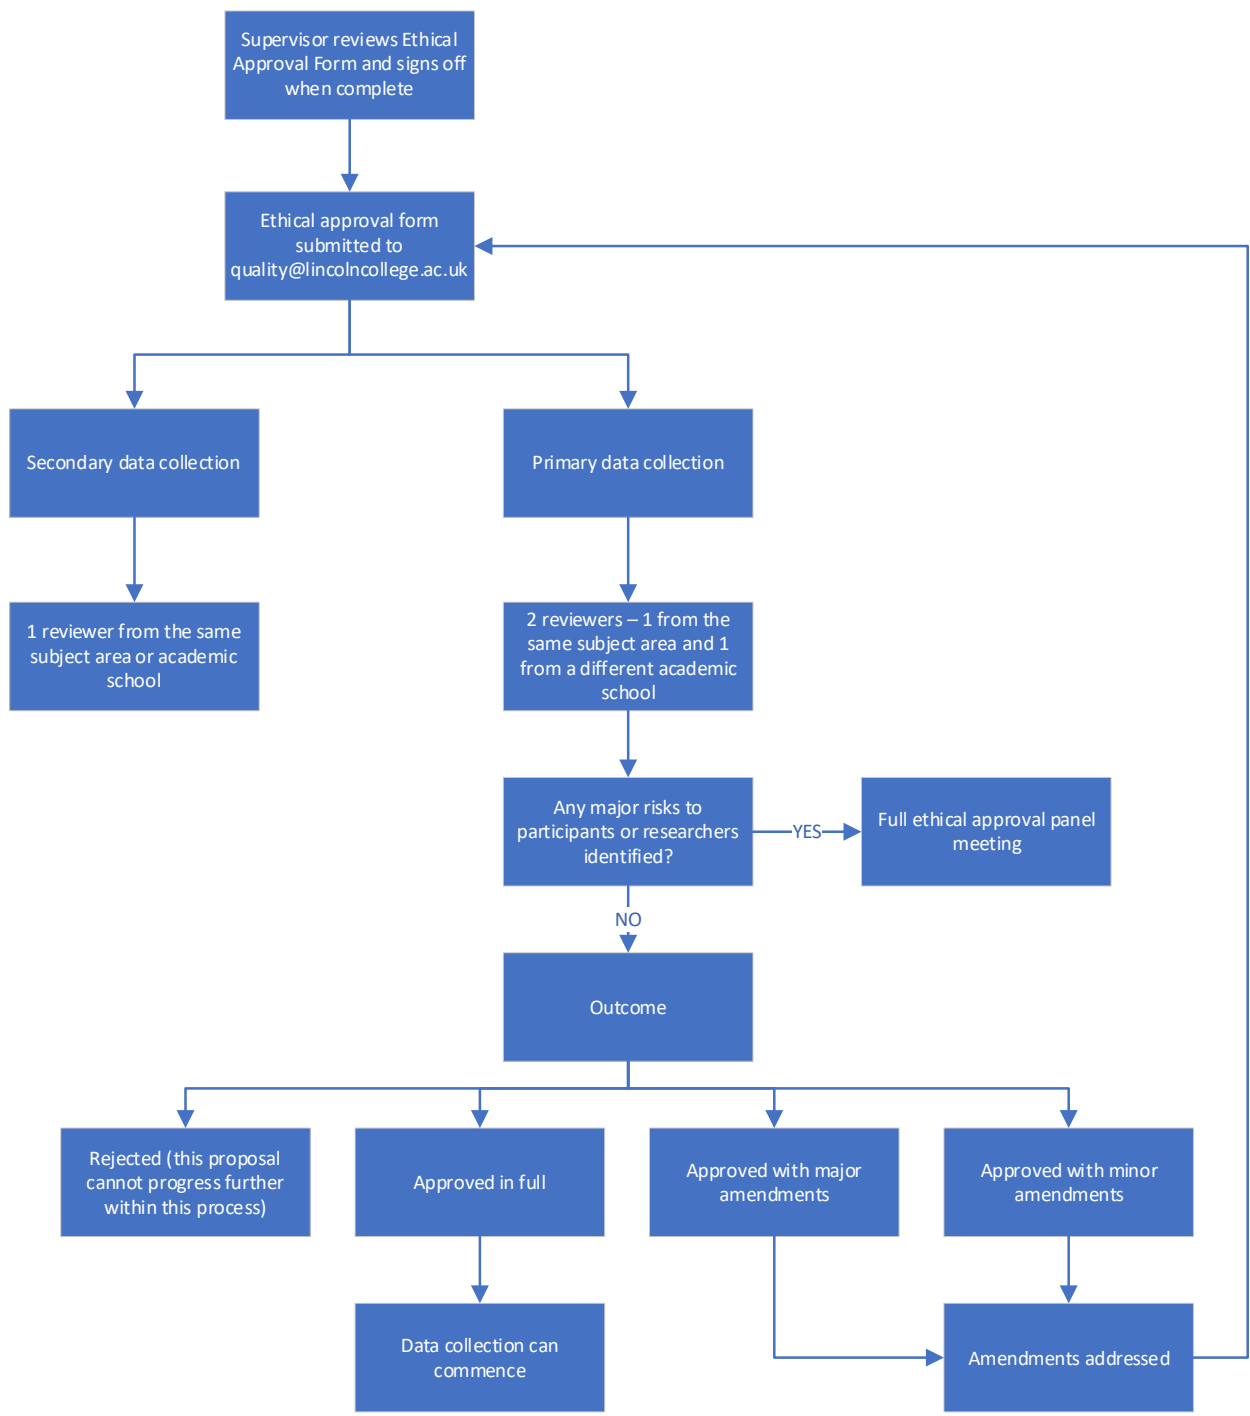 Supervisor reviews Ethical
Approval Form and signs off
when complete
Ethical approval form
submitted to
quality@lincolncollege.ac.uk
Secondary data collection
Primary data collection
1 reviewer from the same
subject area or academic
school
2 reviewers – 1 from the
same subject area and 1
from a different academic
school
Any major risks to
participants or researchers
identified?
YES
Full ethical approval panel
meeting
NO
Outcome
Rejected (this proposal
cannot progress further
within this process)
Approved in full
Approved with major
amendments
Approved with minor
amendments
Data collection can
commence
Amendments addressed